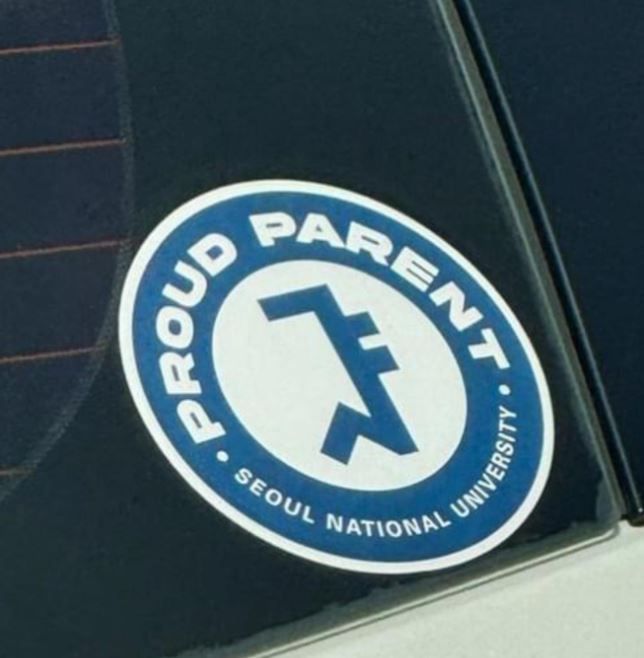 PROUD PARENT
• SEOUL NATIONAL UNIVERSITY •